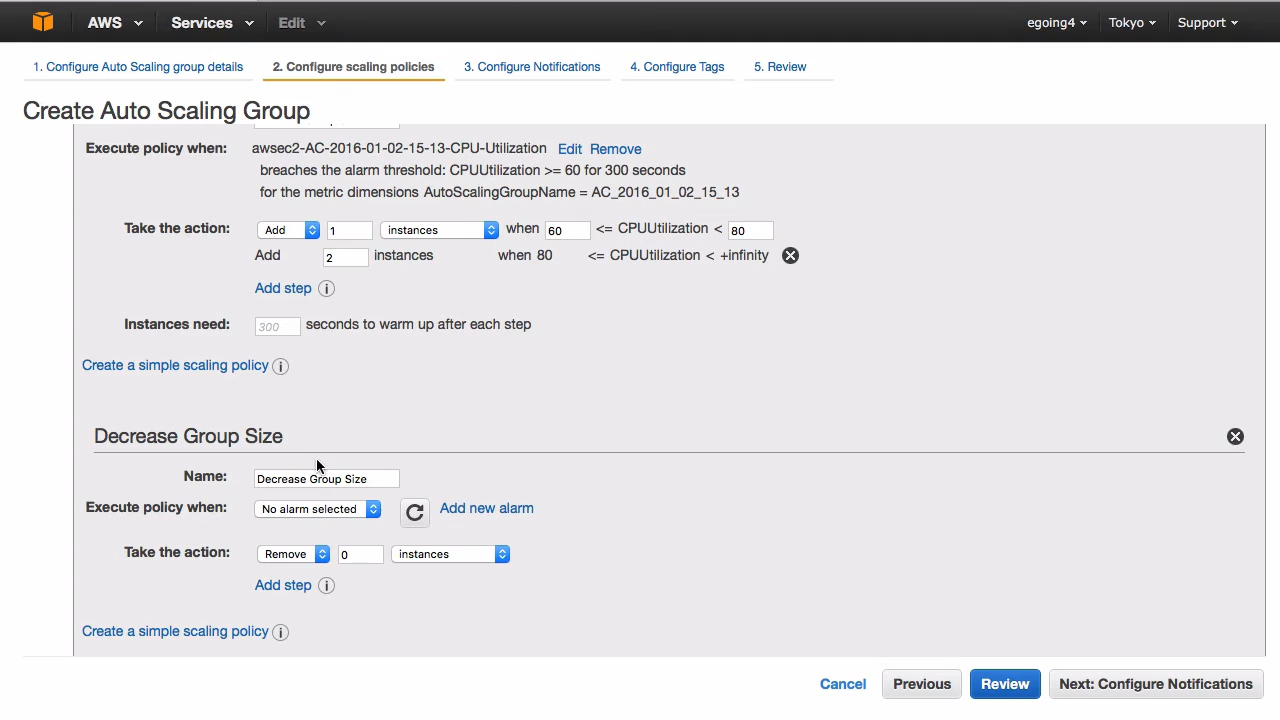 AWS Services Edit egoing4 Tokyo Support
1. Configure Auto Scaling group details 2. Configure scaling policies 3. Configure Notifications 4. Configure Tags 5. Review
Create Auto Scaling Group
Execute policy when: awsec2-AC-2016-01-02-15-13-CPU-Utilization Edit Remove
breaches the alarm threshold: CPUUtilization >= 60 for 300 seconds
for the metric dimensions AutoScalingGroupName = AC_2016_01_02_15_13
Take the action: Add 1 instances when 60 <= CPUUtilization < 80
Add 2 instances when 80 <= CPUUtilization < +infinity
Add step i
Instances need: 300 seconds to warm up after each step
Create a simple scaling policy i
Decrease Group Size
Name: Decrease Group Size
Execute policy when: No alarm selected Add new alarm
Take the action: Remove 0 instances
Add step i
Create a simple scaling policy i
Cancel Previous Review Next: Configure Notifications